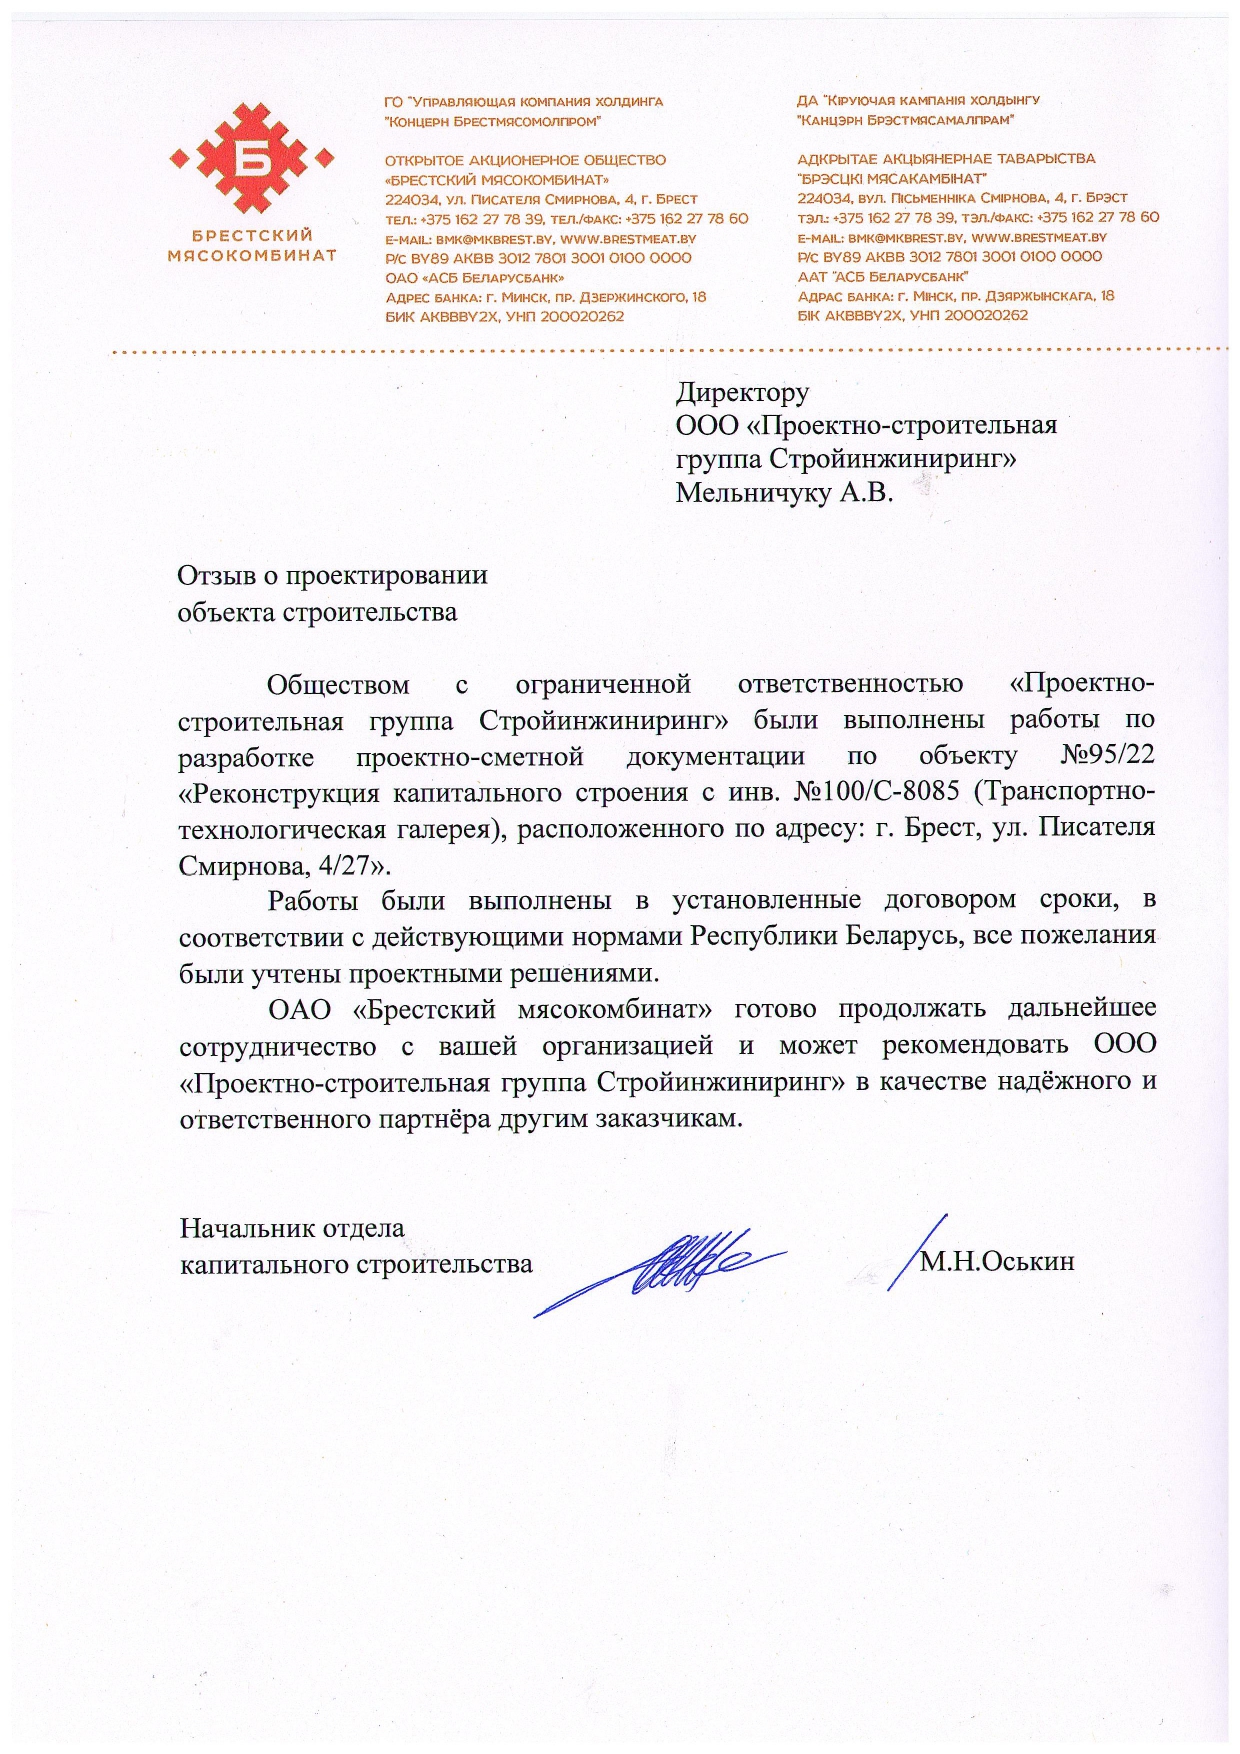 Б
БРЕСТСКИЙ
МЯСОКОМБИНАТ
ГО "Управляющая компания холдинга
"Концерн Брестмясомолпром"
ОТКРЫТОЕ АКЦИОНЕРНОЕ ОБЩЕСТВО
«БРЕСТСКИЙ МЯСОКОМБИНАТ»
224034, ул. Писателя Смирнова, 4, г. Брест
тел.: +375 162 27 78 39, тел./факс: +375 162 27 78 60
e-mail: bmk@mkbrest.by, www.brestmeat.by
Р/с BY89 AKBB 3012 7801 3001 0100 0000
ОАО «АСБ Беларусбанк»
Адрес банка: г. Минск, пр. Дзержинского, 18
БИК AKBBBY2X, УНП 200020262
ДА "Кіруючая кампанія холдынгу
"Канцэрн Брэстмясамалпрам"
АДКРЫТАЕ АКЦЫЯНЕРНАЕ ТАВАРЫСТВА
"БРЭСЦКІ МЯСАКАМБІНАТ"
224034, вул. Пісьменніка Смірнова, 4, г. Брэст
тэл.: +375 162 27 78 39, тэл./факс: +375 162 27 78 60
e-mail: bmk@mkbrest.by, www.brestmeat.by
Р/с BY89 AKBB 3012 7801 3001 0100 0000
ААТ "АСБ Беларусбанк"
Адрас банка: г. Мінск, пр. Дзяржынскага, 18
БІК AKBBBY2X, УНП 200020262
Директору
ООО «Проектно-строительная
группа Стройинжиниринг»
Мельничуку А.В.
Отзыв о проектировании
объекта строительства
Обществом с ограниченной ответственностью «Проектно-
строительная группа Стройинжиниринг» были выполнены работы по
разработке проектно-сметной документации по объекту №95/22
«Реконструкция капитального строения с инв. №100/С-8085 (Транспортно-
технологическая галерея), расположенного по адресу: г. Брест, ул. Писателя
Смирнова, 4/27».
Работы были выполнены в установленные договором сроки, в
соответствии с действующими нормами Республики Беларусь, все пожелания
были учтены проектными решениями.
ОАО «Брестский мясокомбинат» готово продолжать дальнейшее
сотрудничество с вашей организацией и может рекомендовать ООО
«Проектно-строительная группа Стройинжиниринг» в качестве надёжного и
ответственного партнёра другим заказчикам.
Начальник отдела
капитального строительства
М.Н.Оськин